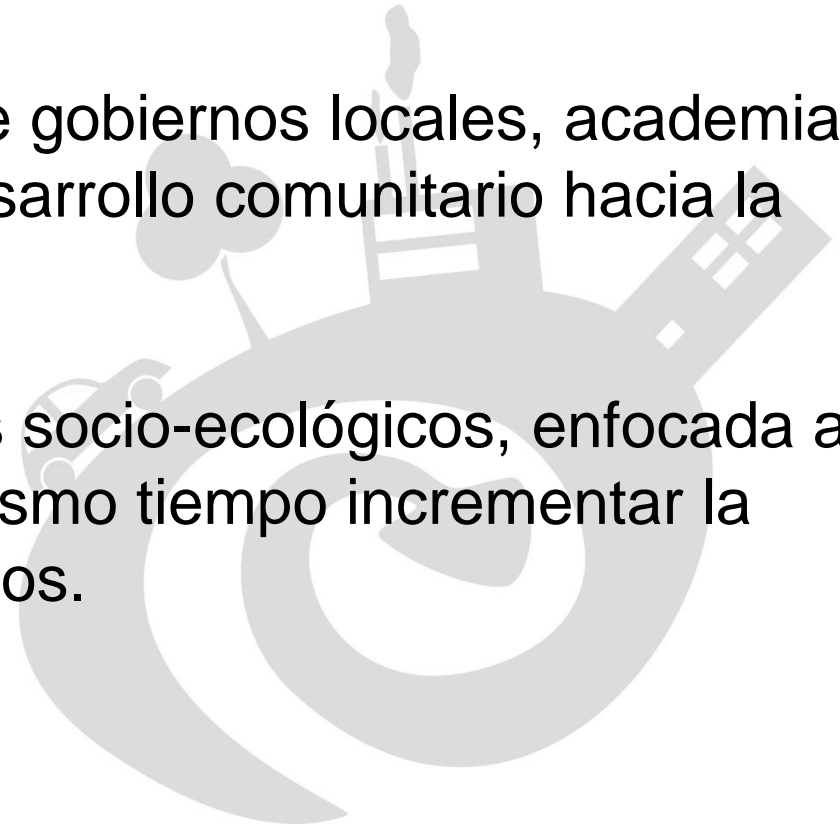 e gobiernos locales, academia
sarrollo comunitario hacia la
s socio-ecológicos, enfocada a
smo tiempo incrementar la
os.